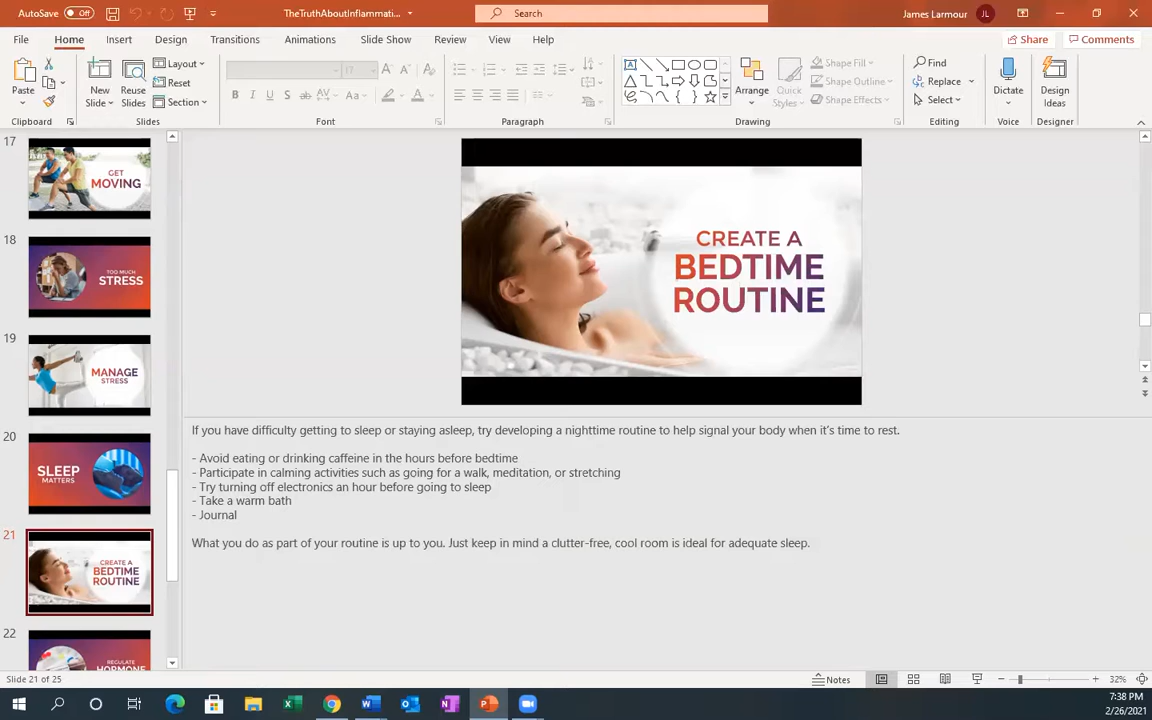 AutoSave Off
TheTruthAboutInflammati...
Search
James Larmour JL
File Home Insert Design Transitions Animations Slide Show Review View Help
Share Comments
Paste
New Slides
Reuse Slides
Layout
Reset
Section
Clipboard
Slides
17
B I U S ab AV Aa A
Font
Paragraph
Arrange
Quick Styles
Shape Fill
Shape Outline
Shape Effects
Drawing
Find
Replace
Select
Editing
Dictate
Voice
Design Ideas
Designer
17
GET
MOVING
18
TOO MUCH
STRESS
19
MANAGE
STRESS
20
SLEEP
MATTERS
21
CREATE A
BEDTIME
ROUTINE
22
REGULATE
HORMONE
CREATE A
BEDTIME
ROUTINE
If you have difficulty getting to sleep or staying asleep, try developing a nighttime routine to help signal your body when it's time to rest.
- Avoid eating or drinking caffeine in the hours before bedtime
- Participate in calming activities such as going for a walk, meditation, or stretching
- Try turning off electronics an hour before going to sleep
- Take a warm bath
- Journal
What you do as part of your routine is up to you. Just keep in mind a clutter-free, cool room is ideal for adequate sleep.
Slide 21 of 25
Notes
32%
7:38 PM
2/26/2021